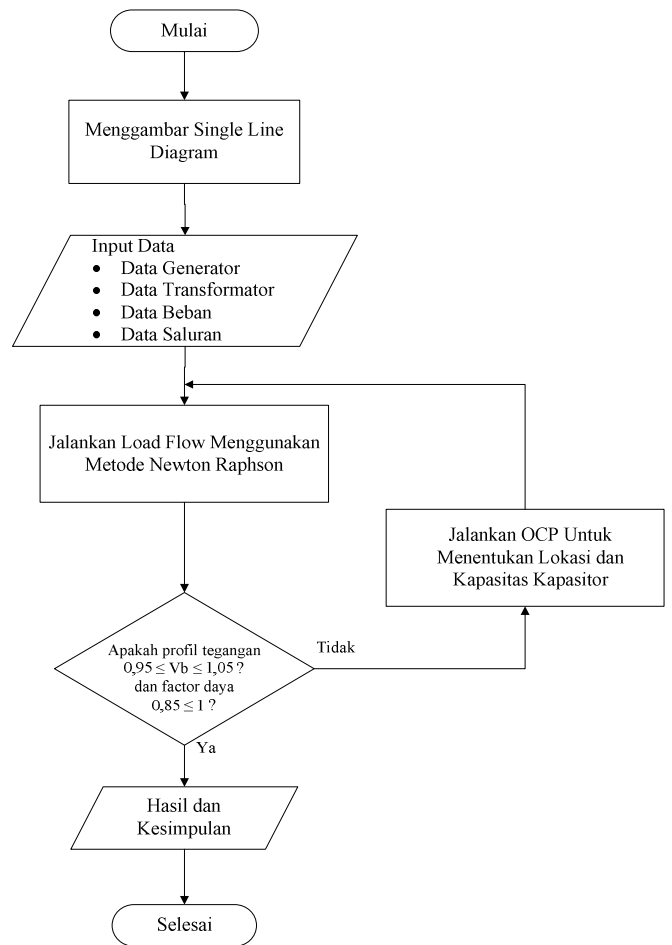 Mulai
Menggambar Single Line
Diagram
Input Data
● Data Generator
● Data Transformator
● Data Beban
● Data Saluran
Jalankan Load Flow Menggunakan
Metode Newton Raphson
Jalankan OCP Untuk
Menentukan Lokasi dan
Kapasitas Kapasitor
Apakah profil tegangan
0,95 ≤ Vb ≤ 1,05 ?
dan factor daya
0,85 ≤ 1 ?
Tidak
Ya
Hasil dan
Kesimpulan
Selesai